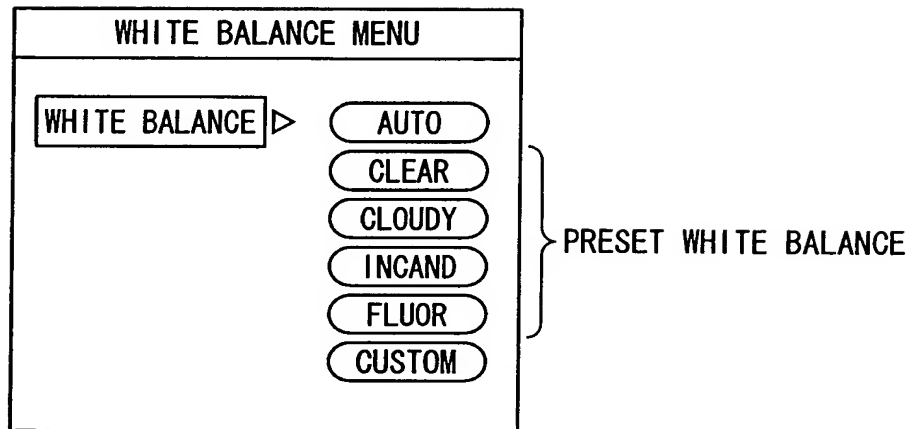 WHITE BALANCE MENU
WHITE BALANCE ▷ AUTO
CLEAR
CLOUDY
INCAND
FLUOR
CUSTOM
PRESET WHITE BALANCE